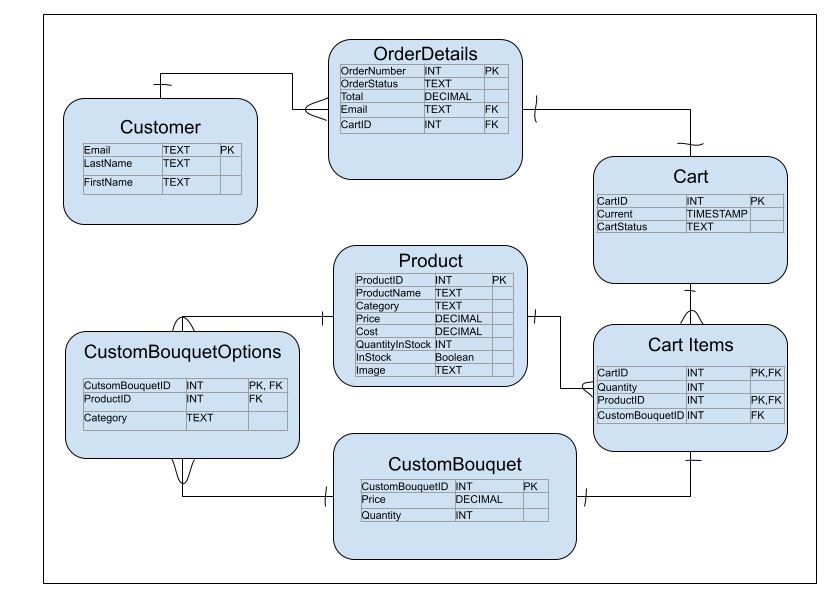 OrderDetails
OrderNumber INT PK
OrderStatus TEXT
Total DECIMAL
Email TEXT FK
CartID INT FK
Customer
Email TEXT PK
LastName TEXT
FirstName TEXT
Cart
CartID INT PK
Current TIMESTAMP
CartStatus TEXT
Product
ProductID INT PK
ProductName TEXT
Category TEXT
Price DECIMAL
Cost DECIMAL
QuantityInStock INT
InStock Boolean
Image TEXT
CustomBouquetOptions
CutsomBouquetID INT PK, FK
ProductID INT FK
Category TEXT
Cart Items
CartID INT PK,FK
Quantity INT
ProductID INT PK,FK
CustomBouquetID INT FK
CustomBouquet
CustomBouquetID INT PK
Price DECIMAL
Quantity INT